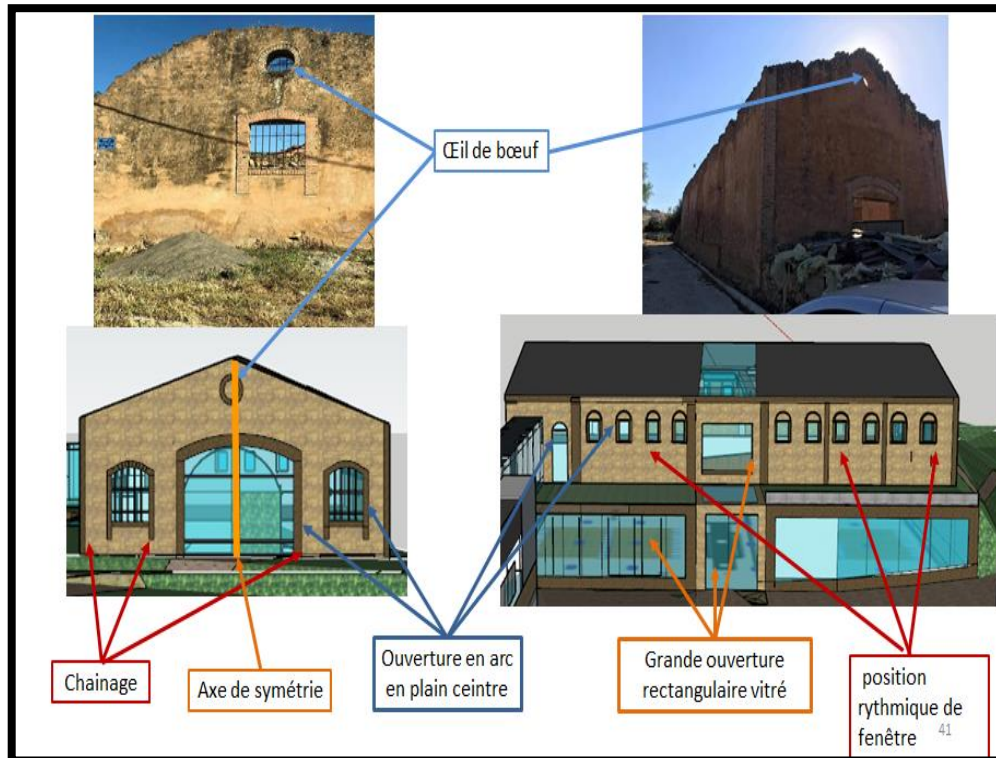 Œil de bœuf
Chainage
Axe de symétrie
Ouverture en arc
en plain ceintre
Grande ouverture
rectangulaire vitré
position
rythmique de
fenêtre
41